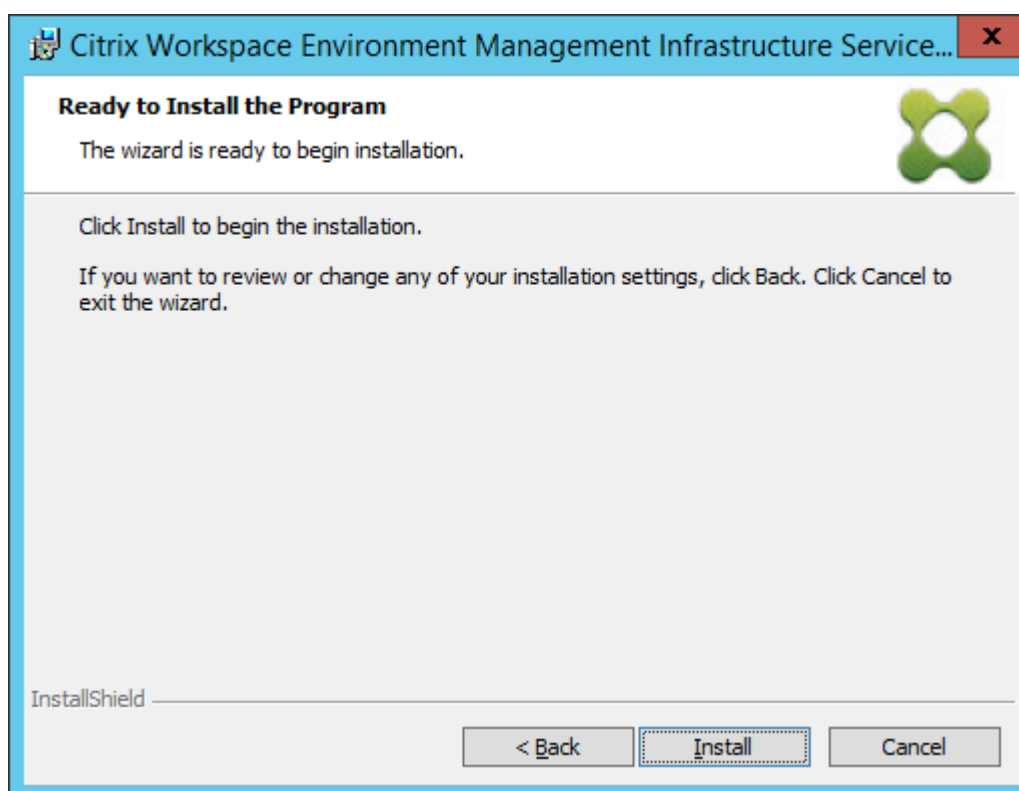 Citrix Workspace Environment Management Infrastructure Service...
x
Ready to Install the Program
The wizard is ready to begin installation.
Click Install to begin the installation.
If you want to review or change any of your installation settings, click Back. Click Cancel to
exit the wizard.
InstallShield
< Back
Install
Cancel